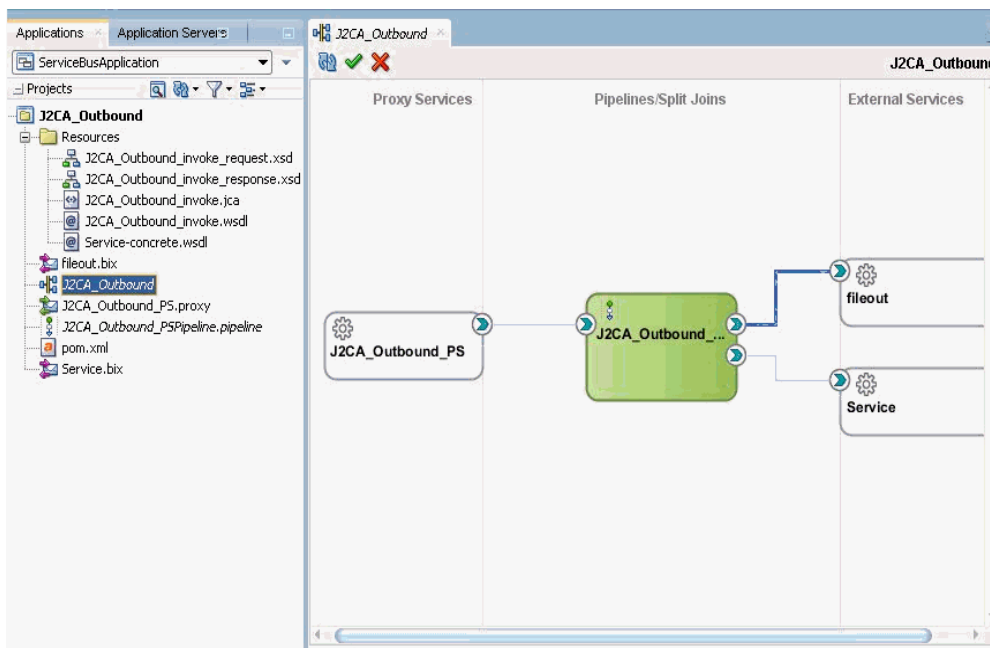 Applications
Application Servers
J2CA_Outbound
ServiceBusApplication
J2CA_Outboun
Projects
J2CA_Outbound
Resources
J2CA_Outbound_invoke_request.xsd
J2CA_Outbound_invoke_response.xsd
J2CA_Outbound_invoke.jca
J2CA_Outbound_invoke.wsdl
Service-concrete.wsdl
fileout.bix
J2CA_Outbound
J2CA_Outbound_PS.proxy
J2CA_Outbound_PSPipeline.pipeline
pom.xml
Service.bix
Proxy Services
Pipelines/Split Joins
External Services
J2CA_Outbound_PS
J2CA_Outbound_...
fileout
Service